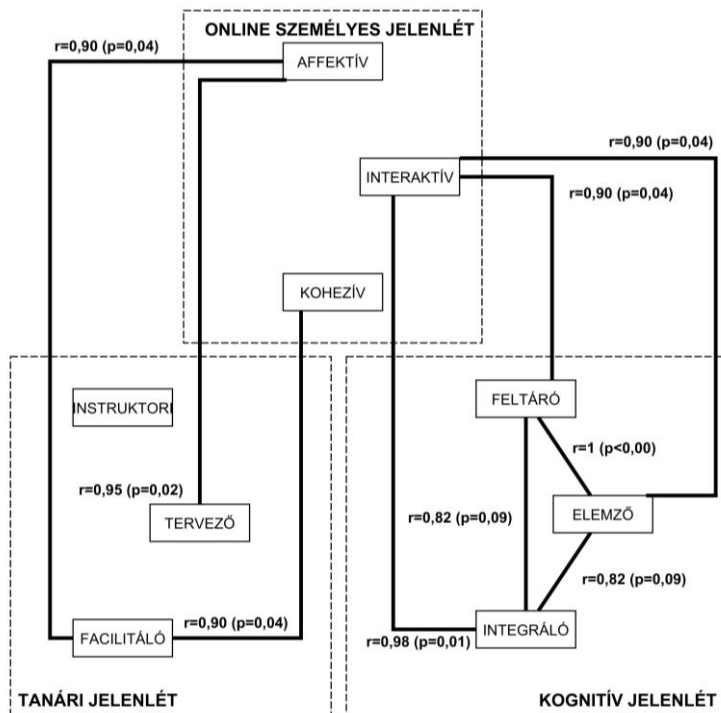 ONLINE SZEMÉLYES JELENLÉT
r=0,90 (p=0,04)
AFFEKTÍV
r=0,90 (p=0,04)
INTERAKTÍV
r=0,90 (p=0,04)
KOHEZÍV
INSTRUKTORI
FELTÁRÓ
r=1 (p<0,00)
r=0,95 (p=0,02)
TERVEZŐ
r=0,82 (p=0,09)
ELEMZŐ
r=0,82 (p=0,09)
FACILITÁLÓ
r=0,90 (p=0,04)
r=0,98 (p=0,01)
INTEGRÁLÓ
TANÁRI JELENLÉT
KOGNITÍV JELENLÉT